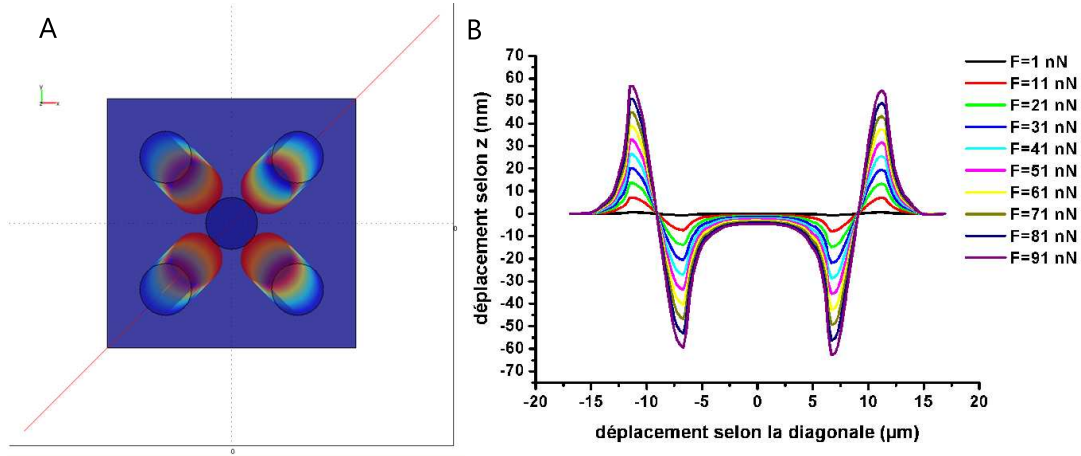 A
B
y
z
x
0
0
déplacement selon z (nm)
70
60
50
40
30
20
10
0
-10
-20
-30
-40
-50
-60
-70
-20
-15
-10
-5
0
5
10
15
20
déplacement selon la diagonale (µm)
F=1 nN
F=11 nN
F=21 nN
F=31 nN
F=41 nN
F=51 nN
F=61 nN
F=71 nN
F=81 nN
F=91 nN